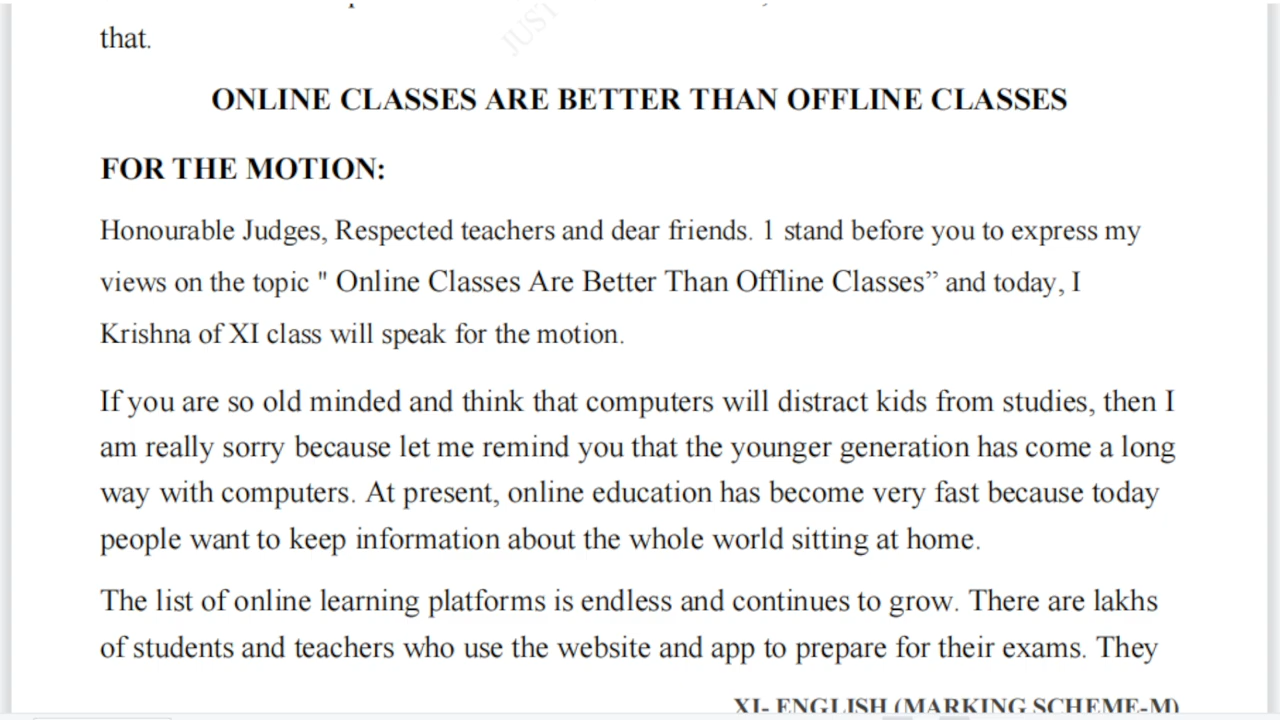 that.
JUST
ONLINE CLASSES ARE BETTER THAN OFFLINE CLASSES
FOR THE MOTION:
Honourable Judges, Respected teachers and dear friends. 1 stand before you to express my
views on the topic " Online Classes Are Better Than Offline Classes” and today, I
Krishna of XI class will speak for the motion.
If you are so old minded and think that computers will distract kids from studies, then I
am really sorry because let me remind you that the younger generation has come a long
way with computers. At present, online education has become very fast because today
people want to keep information about the whole world sitting at home.
The list of online learning platforms is endless and continues to grow. There are lakhs
of students and teachers who use the website and app to prepare for their exams. They
XI- ENGLISH (MARKING SCHEME-M)